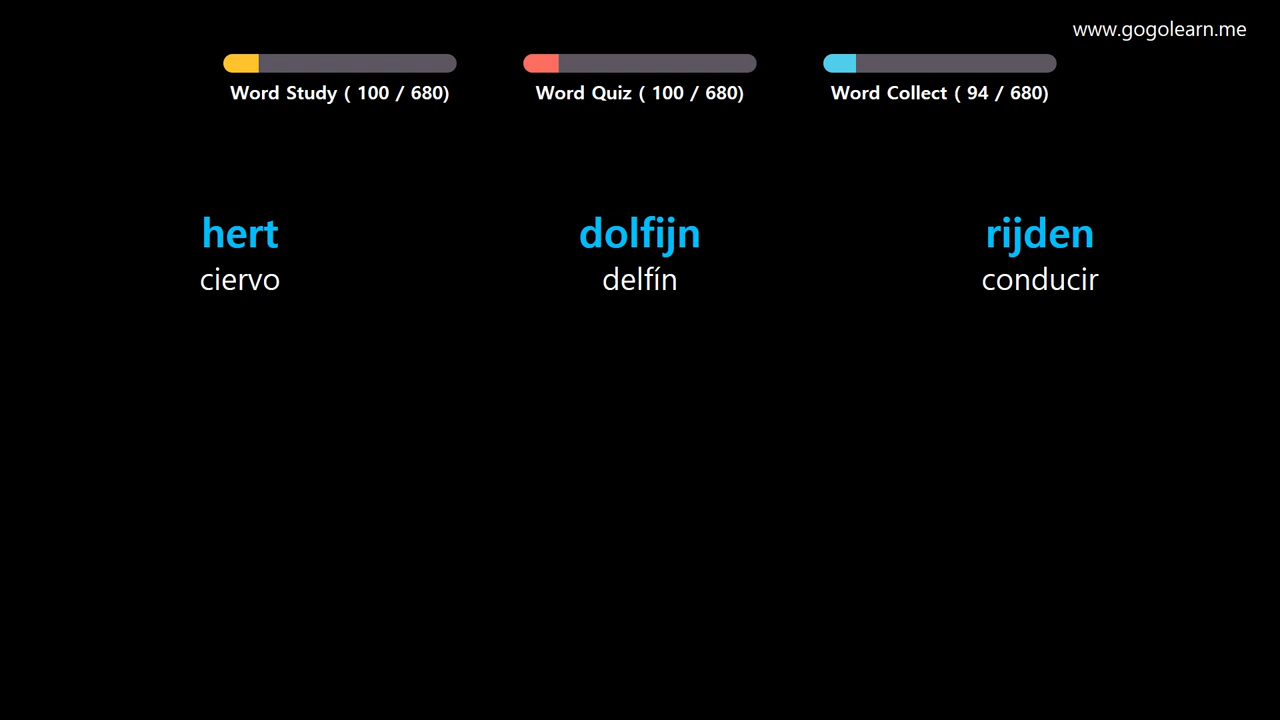 www.gogolearn.me
Word Study ( 100 / 680)
Word Quiz ( 100 / 680)
Word Collect ( 94 / 680)
hert
ciervo
dolfijn
delfín
rijden
conducir